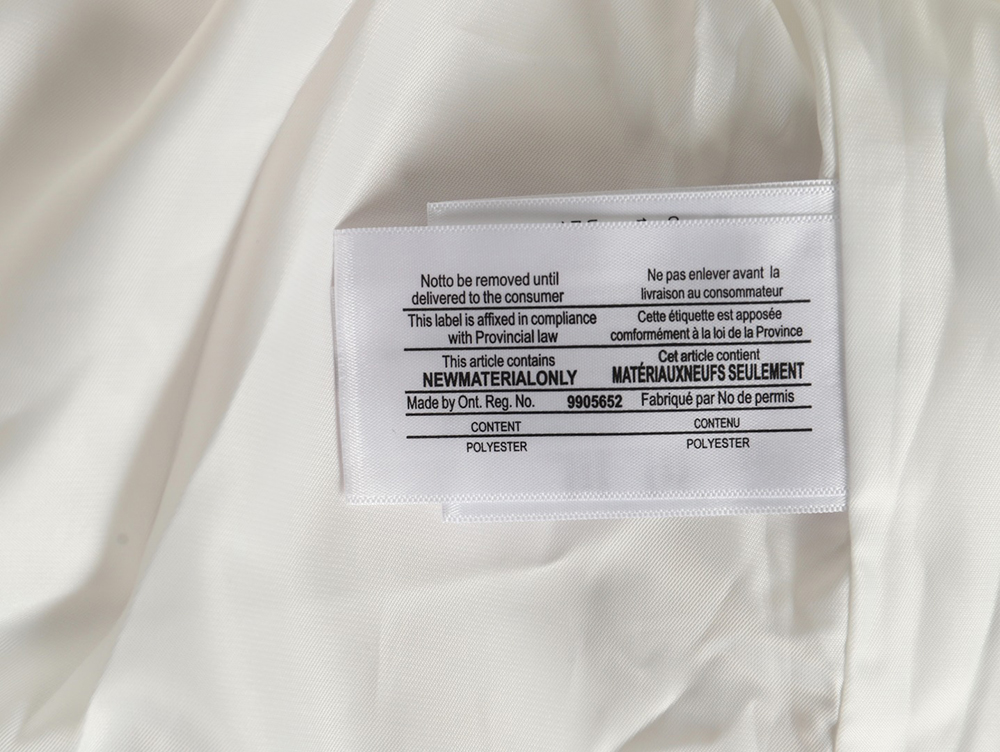 Notto be removed until
delivered to the consumer
Ne pas enlever avant la
livraison au consommateur
This label is affixed in compliance
with Provincial law
Cette étiquette est apposée
conformément à la loi de la Province
This article contains
NEWMATERIALONLY
Cet article contient
MATÉRIAUXNEUFS SEULEMENT
Made by Ont. Reg. No. 9905652 Fabriqué par No de permis
CONTENT CONTENU
POLYESTER POLYESTER